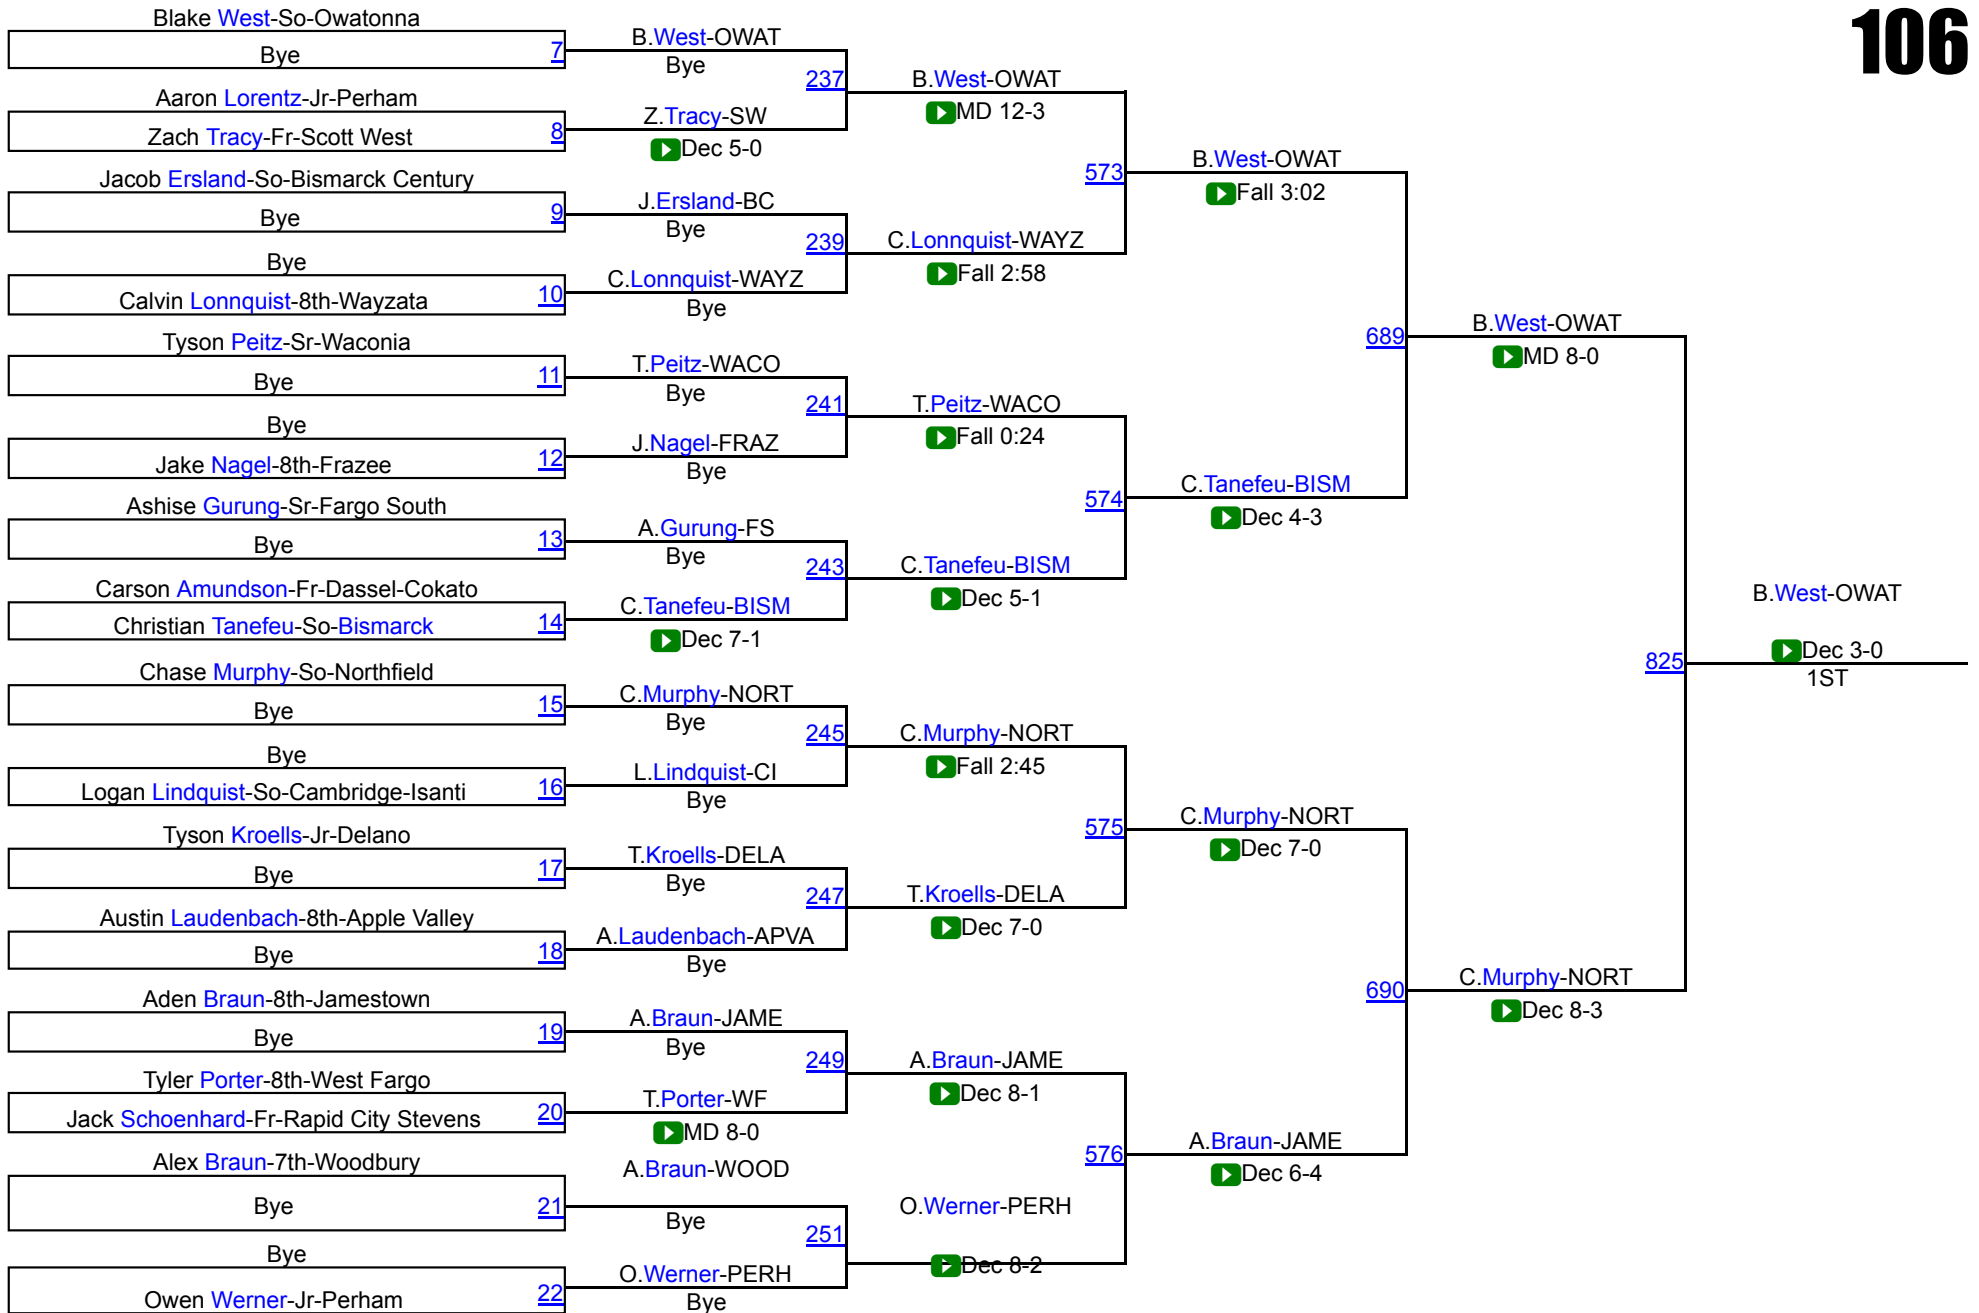 106
Blake West-So-Owatonna
Bye
7
Aaron Lorentz-Jr-Perham
Zach Tracy-Fr-Scott West
8
Jacob Ersland-So-Bismarck Century
Bye
9
Bye
Calvin Lonnquist-8th-Wayzata
10
Tyson Peitz-Sr-Waconia
Bye
11
Bye
Jake Nagel-8th-Frazee
12
Ashise Gurung-Sr-Fargo South
Bye
13
Carson Amundson-Fr-Dassel-Cokato
Christian Tanefeu-So-Bismarck
14
Chase Murphy-So-Northfield
Bye
15
Bye
Logan Lindquist-So-Cambridge-Isanti
16
Tyson Kroells-Jr-Delano
Bye
17
Austin Laudenbach-8th-Apple Valley
Bye
18
Aden Braun-8th-Jamestown
Bye
19
Tyler Porter-8th-West Fargo
Jack Schoenhard-Fr-Rapid City Stevens
20
Alex Braun-7th-Woodbury
Bye
21
Bye
Owen Werner-Jr-Perham
22
B.West-OWAT
Bye
237
Z.Tracy-SW
Dec 5-0
J.Ersland-BC
Bye
239
C.Lonnquist-WAYZ
Bye
T.Peitz-WACO
Bye
241
J.Nagel-FRAZ
Bye
A.Gurung-FS
Bye
243
C.Tanefeu-BISM
Dec 7-1
C.Murphy-NORT
Bye
245
L.Lindquist-CI
Bye
T.Kroells-DELA
Bye
247
A.Laudenbach-APVA
Bye
A.Braun-JAME
Bye
249
T.Porter-WF
MD 8-0
A.Braun-WOOD
Bye
251
O.Werner-PERH
Bye
B.West-OWAT
MD 12-3
573
C.Lonnquist-WAYZ
Fall 2:58
T.Peitz-WACO
Fall 0:24
574
C.Tanefeu-BISM
Dec 5-1
C.Murphy-NORT
Fall 2:45
575
T.Kroells-DELA
Dec 7-0
A.Braun-JAME
Dec 8-1
576
O.Werner-PERH
Dec 8-2
B.West-OWAT
Fall 3:02
689
C.Tanefeu-BISM
Dec 4-3
C.Murphy-NORT
Dec 7-0
690
A.Braun-JAME
Dec 6-4
B.West-OWAT
MD 8-0
825
C.Murphy-NORT
Dec 8-3
B.West-OWAT
Dec 3-0
1ST